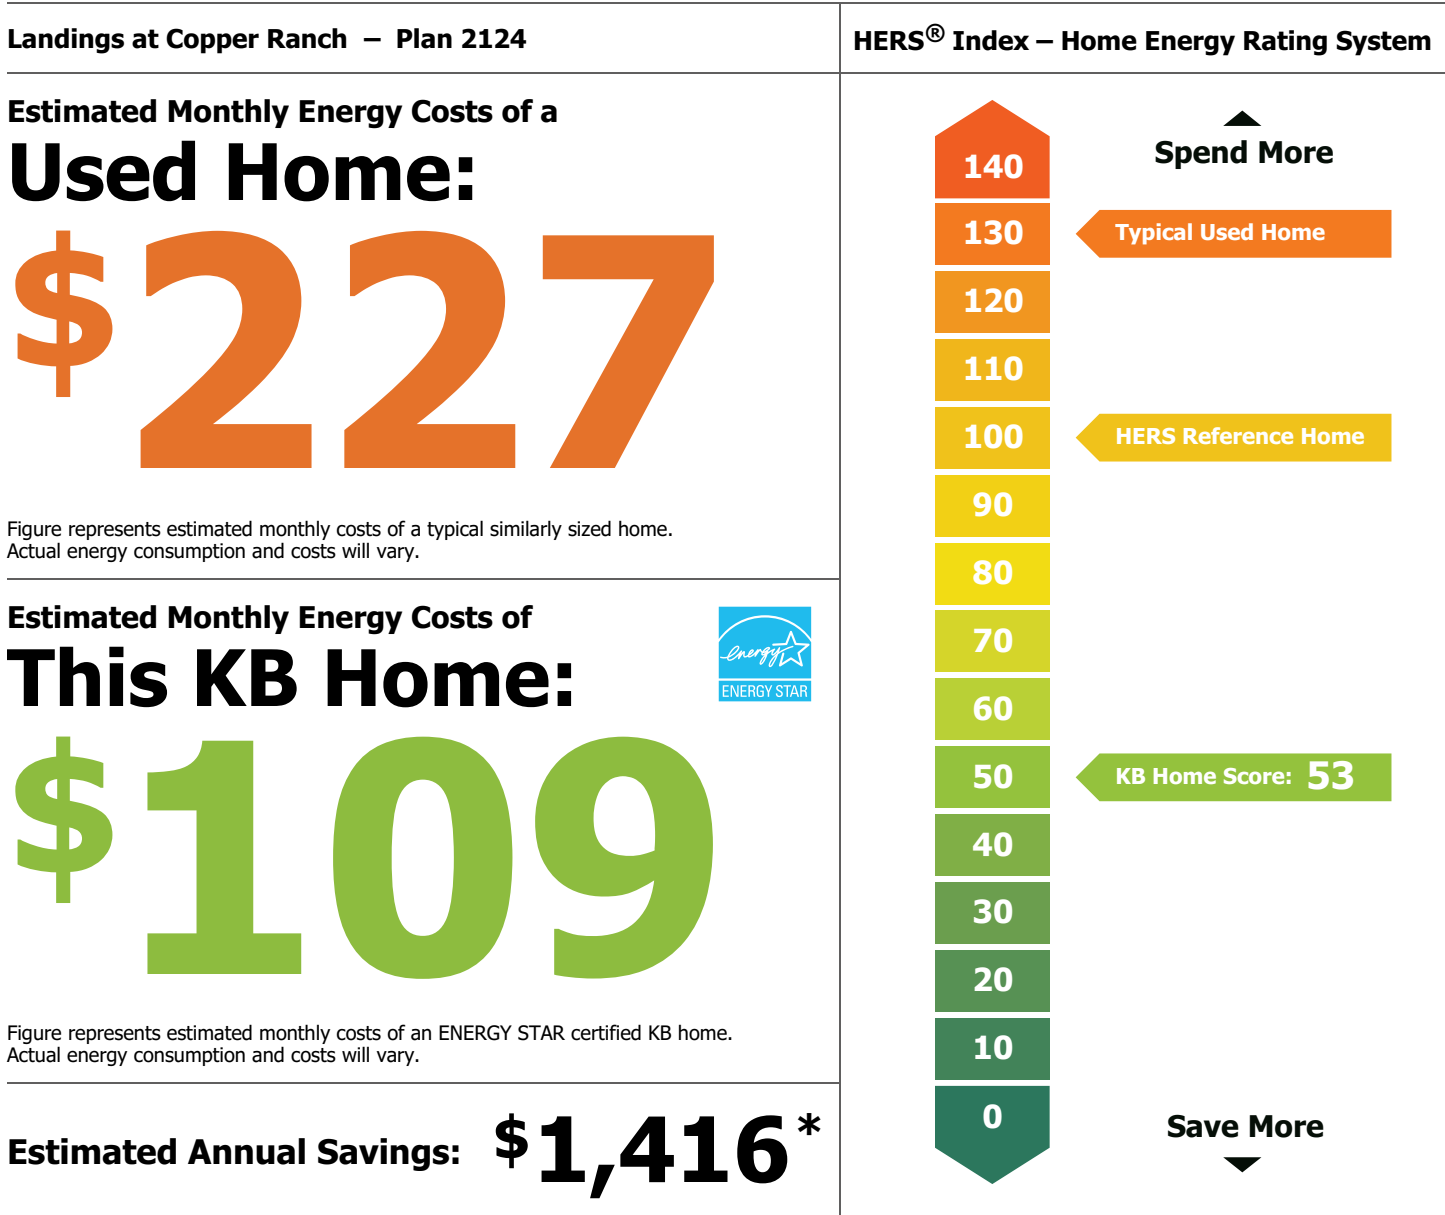 Landings at Copper Ranch – Plan 2124
Estimated Monthly Energy Costs of a
Used Home:
$227
Figure represents estimated monthly costs of a typical similarly sized home.
Actual energy consumption and costs will vary.
Estimated Monthly Energy Costs of
This KB Home:
energy
ENERGY STAR
$109
Figure represents estimated monthly costs of an ENERGY STAR certified KB home.
Actual energy consumption and costs will vary.
Estimated Annual Savings: $1,416*
HERS® Index – Home Energy Rating System
Spend More
140
130 Typical Used Home
120
110
100 HERS Reference Home
90
80
70
60
50 KB Home Score: 53
40
30
20
10
0
Save More